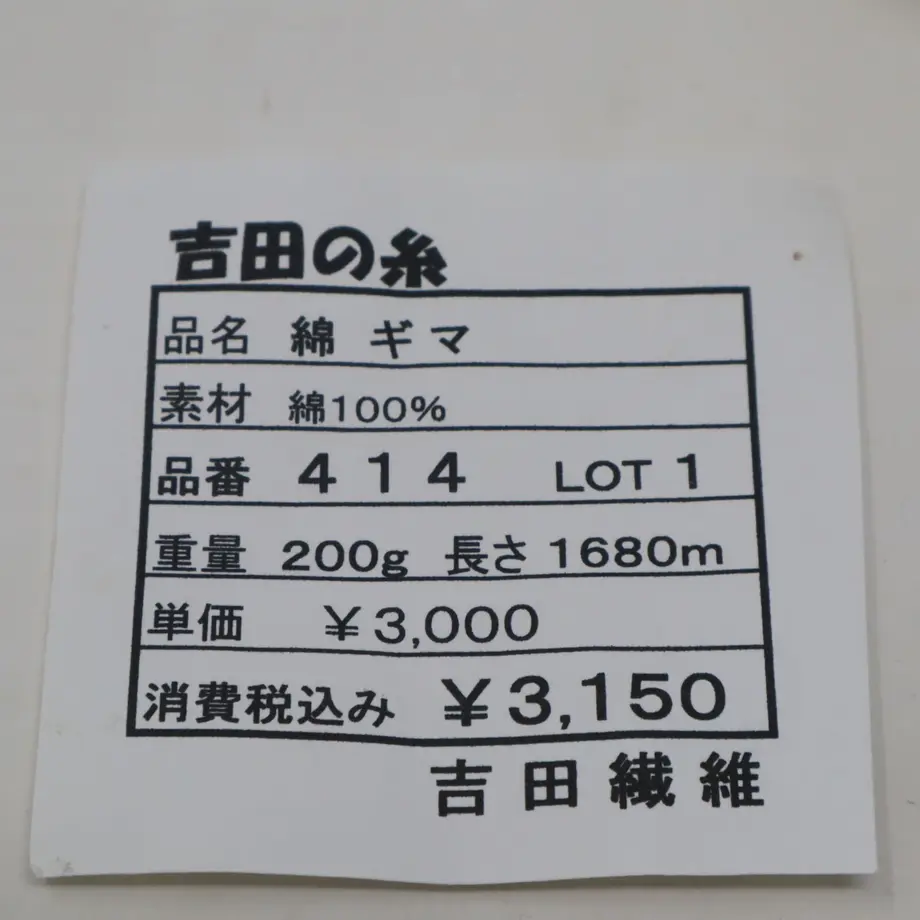 吉田の糸
品名 綿 ギマ
素材 綿100%
品番 414 LOT 1
重量 200g 長さ 1680m
単価 ¥3,000
消費税込み ¥3,150
吉田繊維